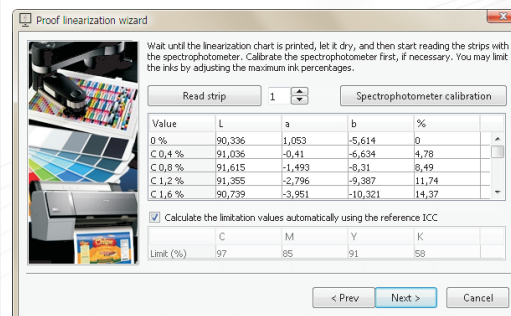 Proof linearization wizard
Wait until the linearization chart is printed, let it dry, and then start reading the strips with
the spectrophotometer. Calibrate the spectrophotometer first, if necessary. You may limit
the inks by adjusting the maximum ink percentages.
Read strip 1 Spectrophotometer calibration
Value L a b %
0 % 90,336 1,053 -5,614 0
C 0,4 % 91,036 -0,41 -6,634 4,78
C 0,8 % 91,615 -1,493 -8,31 8,49
C 1,2 % 91,355 -2,796 -9,387 11,74
C 1,6 % 90,739 -3,951 -10,321 14,37
Calculate the limitation values automatically using the reference ICC
C M Y K
Limit (%) 97 85 91 58
< Prev Next > Cancel